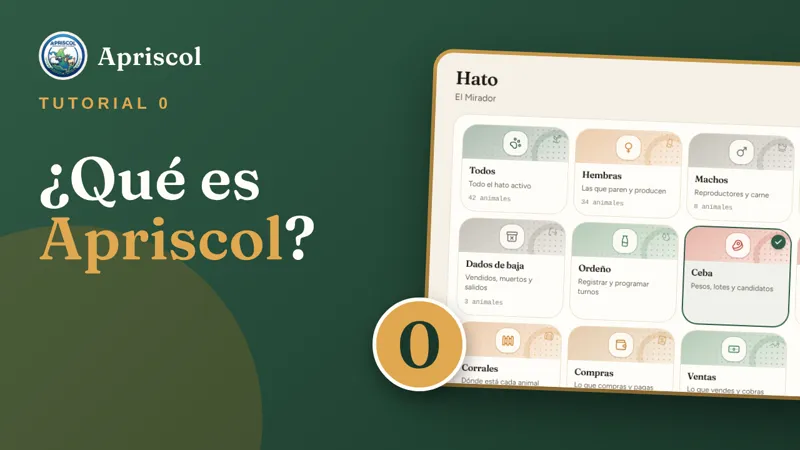 APRISCOL
Apriscol
TUTORIAL 0
¿Qué es
Apriscol?
0
Hato
El Mirador
Todos
Todo el hato activo
42 animales
Hembras
Las que paren y producen
34 animales
Machos
Reproductores y carne
8 animales
Dados de baja
Vendidos, muertos y
salidos
3 animales
Ordeño
Registrar y programar
turnos
Ceba
Pesos, lotes y candidatos
Corrales
Dónde está cada animal
Compras
Lo que compras y pagas
Ventas
Lo que vendes y cobras